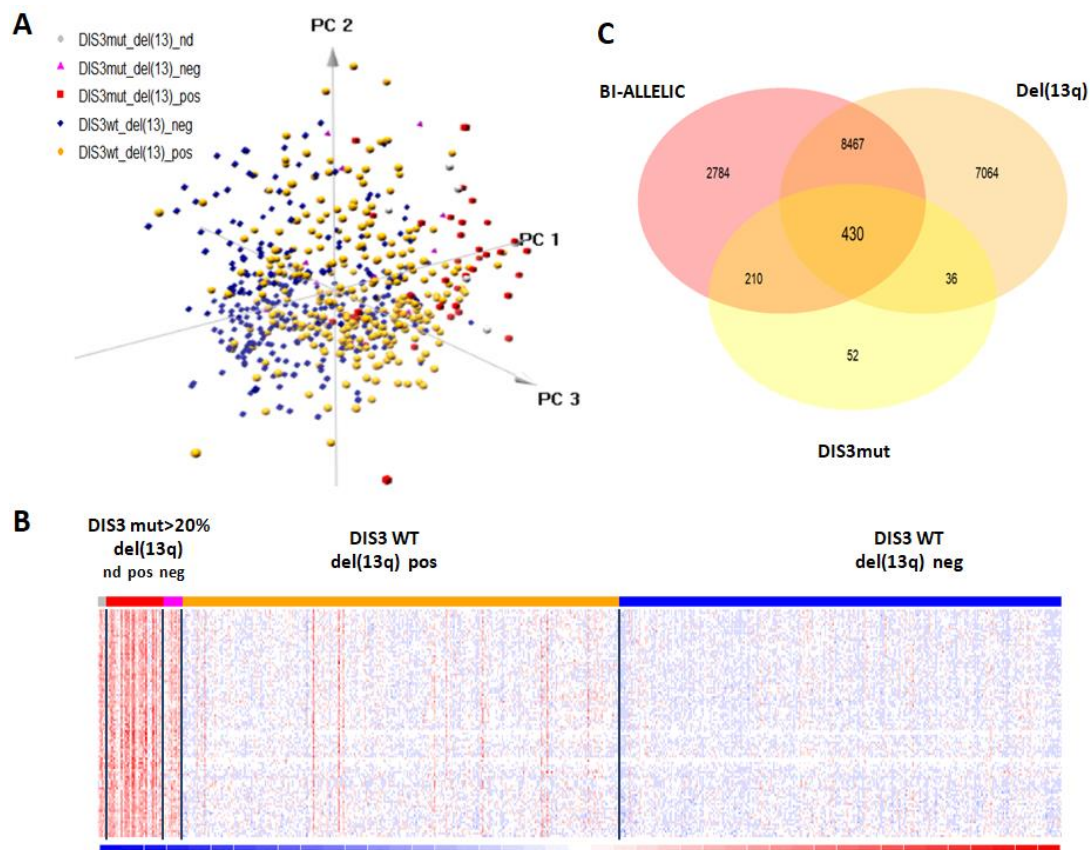 A
PC 2
DIS3mut_del(13)_nd
DIS3mut_del(13)_neg
DIS3mut_del(13)_pos
DIS3wt_del(13)_neg
DIS3wt_del(13)_pos
PC 1
PC 3
C
BI-ALLELIC
Del(13q)
2784
8467
7064
430
210
36
52
DIS3mut
B
DIS3 mut>20%
del(13q)
nd pos neg
DIS3 WT
del(13q) pos
DIS3 WT
del(13q) neg